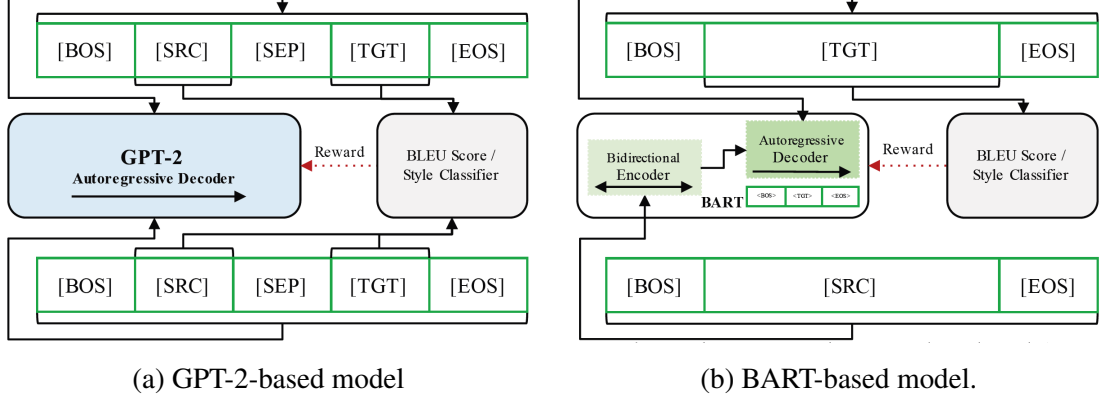 [BOS] [SRC] [SEP] [TGT] [EOS]
GPT-2
Autoregressive Decoder
Reward
BLEU Score /
Style Classifier
[BOS] [SRC] [SEP] [TGT] [EOS]
(a) GPT-2-based model
[BOS] [TGT] [EOS]
Bidirectional
Encoder
Autoregressive
Decoder
BART
<BOS> <TGT> <EOS>
Reward
BLEU Score /
Style Classifier
[BOS] [SRC] [EOS]
(b) BART-based model.